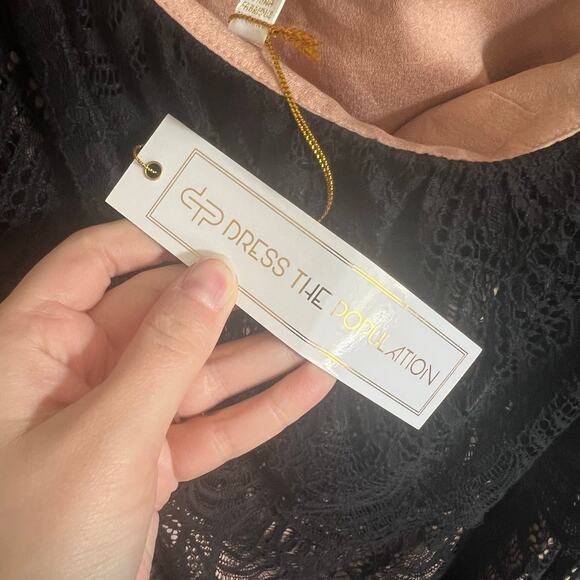 DP DRESS THE POPULATION